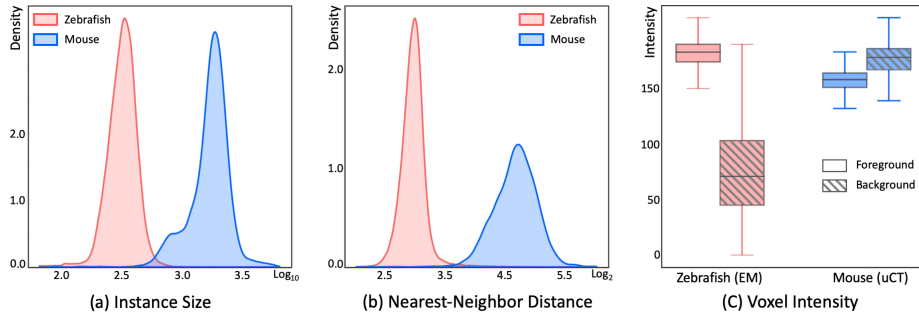 Density
Zebrafish
Mouse
2.0
1.0
0.0
2.0
2.5
3.0
3.5
Log10
(a) Instance Size
Density
Zebrafish
Mouse
2.0
1.0
0.0
2.5
3.5
4.5
5.5
Log2
(b) Nearest-Neighbor Distance
Intensity
150
100
50
0
Foreground
Background
Zebrafish (EM)
Mouse (uCT)
(C) Voxel Intensity